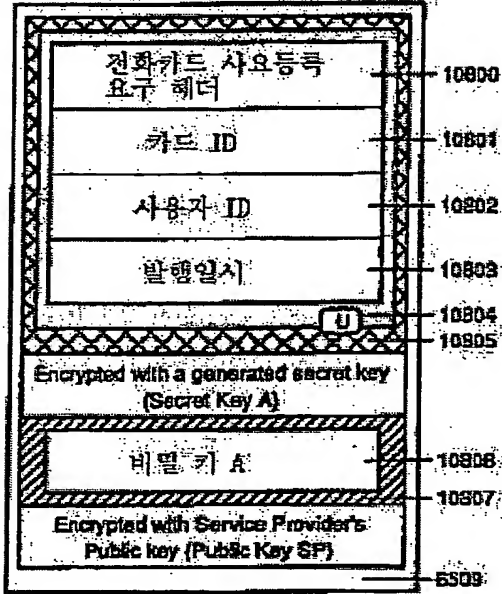 전화카드 사요등록
요구 헤더
10800
카드 ID
10801
사용자 ID
10802
발행일시
10803
U
10804
10805
Encrypted with a generated secret key
(Secret Key A)
비밀 키 A
10806
10807
Encrypted with Service Provider's
Public key (Public Key SP)